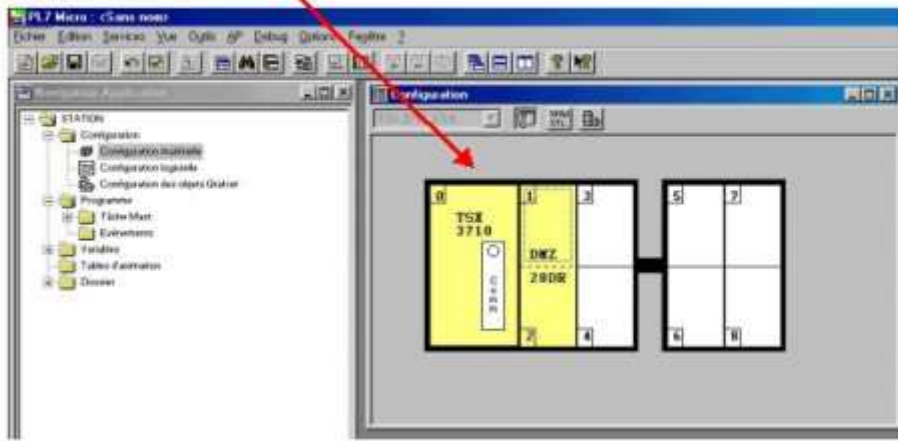 PL7 Micro : <Sans nom>
Fichier Edition Services Vue Outils AP Debug Options Fenêtre ?
STATION
Configuration
Configuration matérielle
Configuration logicielle
Configuration des objets Grafcet
Programme
Tâche Mast
Evénements
Variables
Tables d'animation
Dossier
Configuration
0
TSX
3710
Comm
1
DMZ
28DR
2
3
4
5
6
7
8